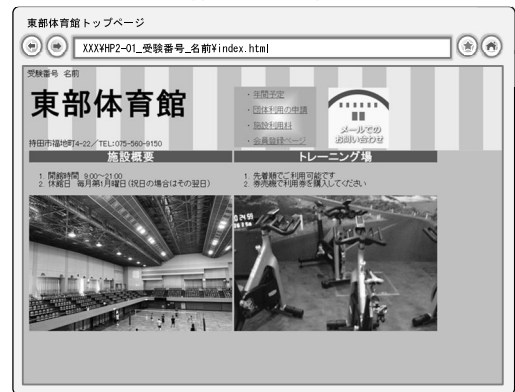 東部体育館トップページ
XXX¥HP2-01_受験番号_名前¥index.html
受験番号 名前
東部体育館
持田市福地町4-22/TEL:075-560-9150
・年間予定
・団体利用の申請
・施設利用料
・会員登録ページ
メールでの
お問い合わせ
施設概要
1. 開館時間 9:00～21:00
2. 休館日 毎月第1月曜日(祝日の場合はその翌日)
トレーニング場
1. 先着順でご利用可能です
2. 券売機で利用券を購入してください